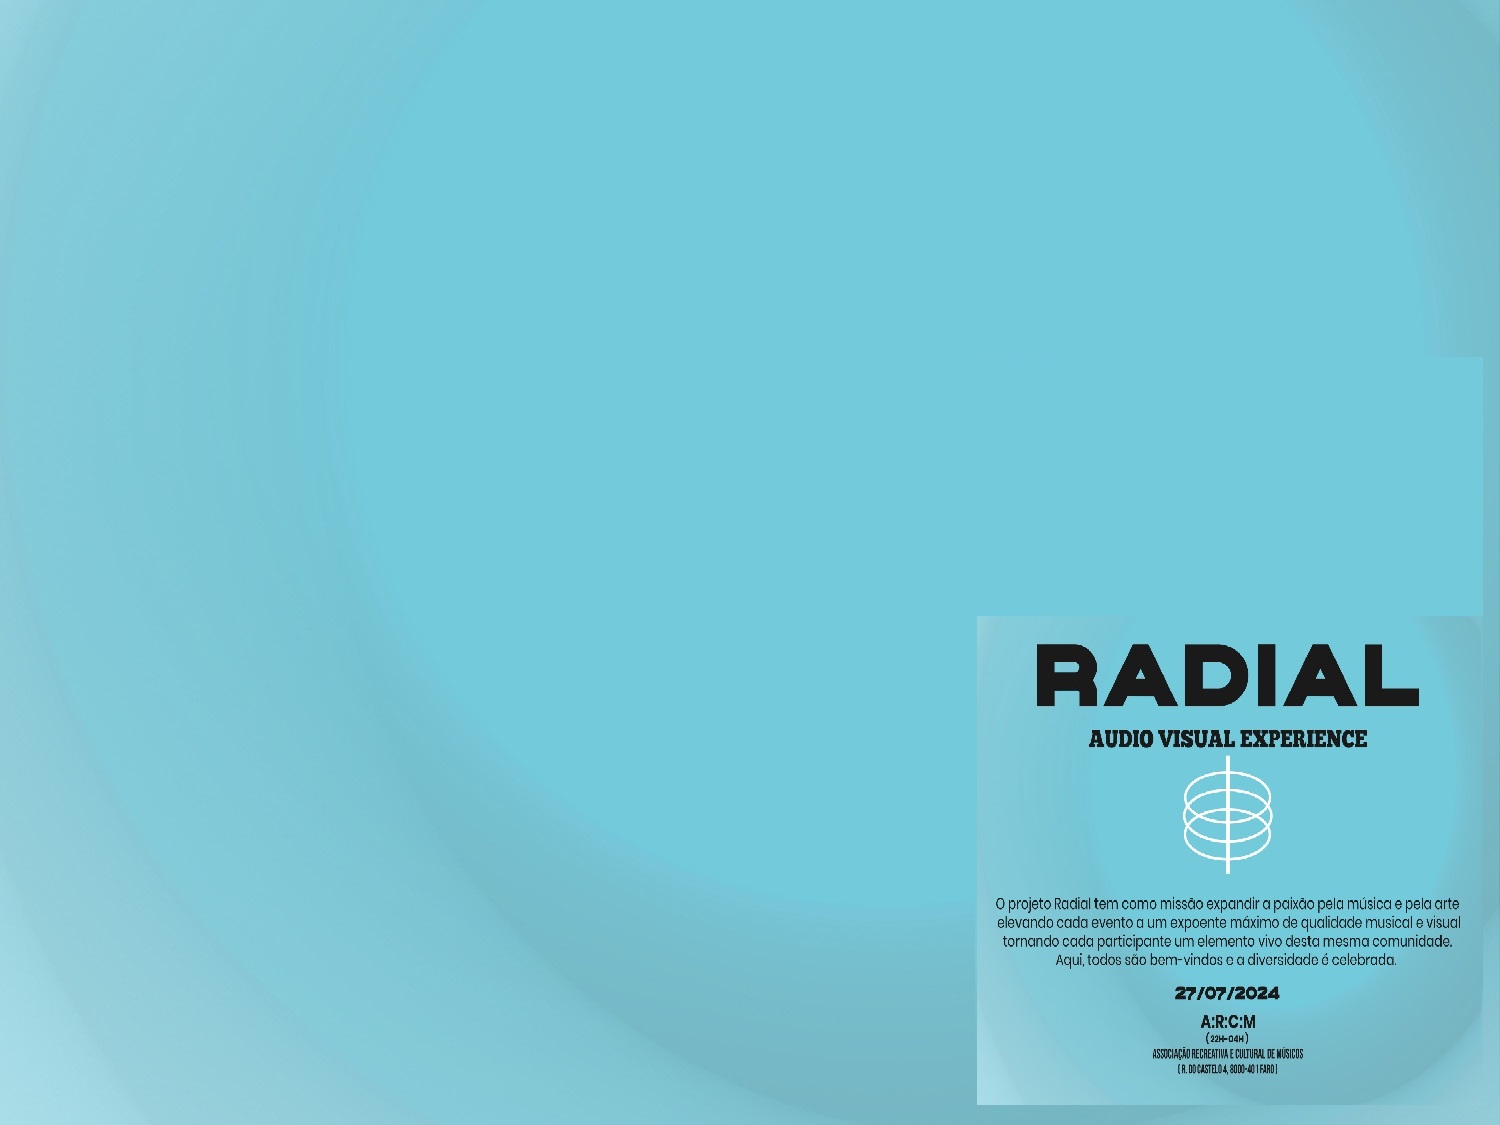 RADIAL
AUDIO VISUAL EXPERIENCE
O projeto Radial tem como missão expandir a paixão pela música e pela arte
elevando cada evento a um expoente máximo de qualidade musical e visual
tornando cada participante um elemento vivo desta mesma comunidade.
Aqui, todos são bem-vindos e a diversidade é celebrada.
27/07/2024
A:R:C:M
(22H-04H)
ASSOCIAÇÃO RECREATIVA E CULTURAL DE MÚSICOS
( R. DO CASTELO 4, 8000-401 FARO )